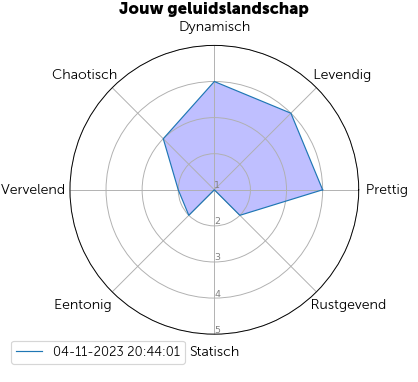 Jouw geluidslandschap
Dynamisch
Chaotisch
Levendig
Vervelend
1
Prettig
2
3
4
Eentonig
Rustgevend
5
04-11-2023 20:44:01
Statisch